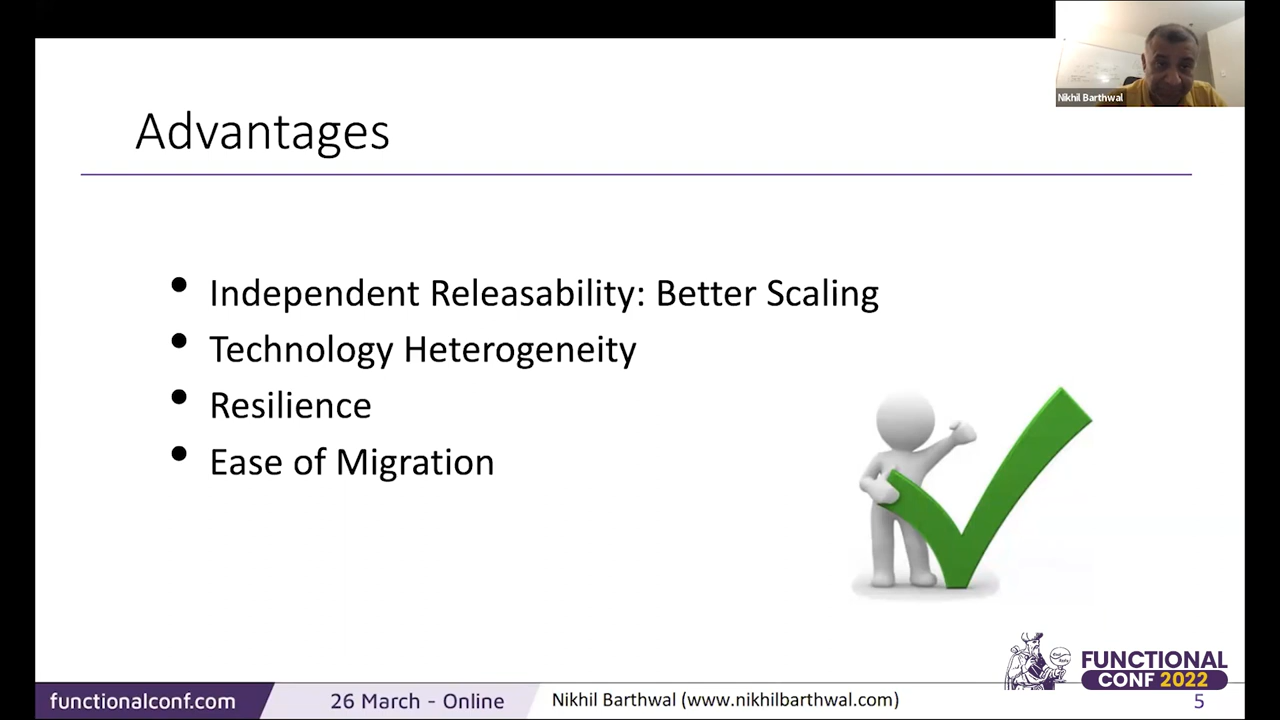 Nikhil Barthwal
Advantages
• Independent Releasability: Better Scaling
• Technology Heterogeneity
• Resilience
• Ease of Migration
FUNCTIONAL
CONF 2022
functionalconf.com
26 March - Online
Nikhil Barthwal (www.nikhilbarthwal.com)
5